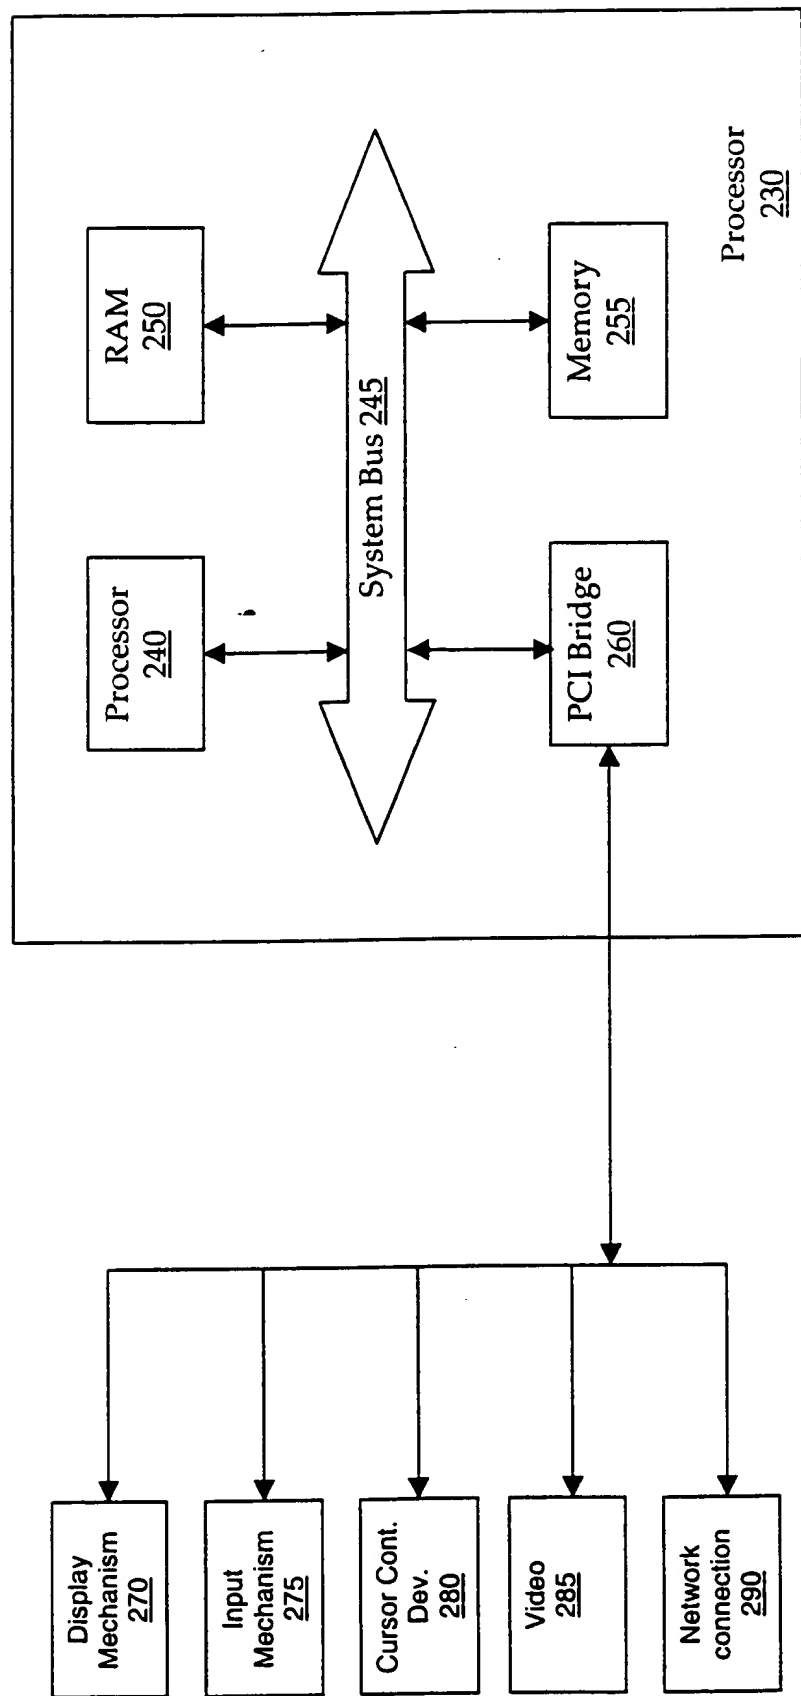 Processor
240
RAM
250
System Bus 245
PCI Bridge
260
Memory
255
Processor
230
Display
Mechanism
270
Input
Mechanism
275
Cursor Cont.
Dev. 280
Video
285
Network
connection
290